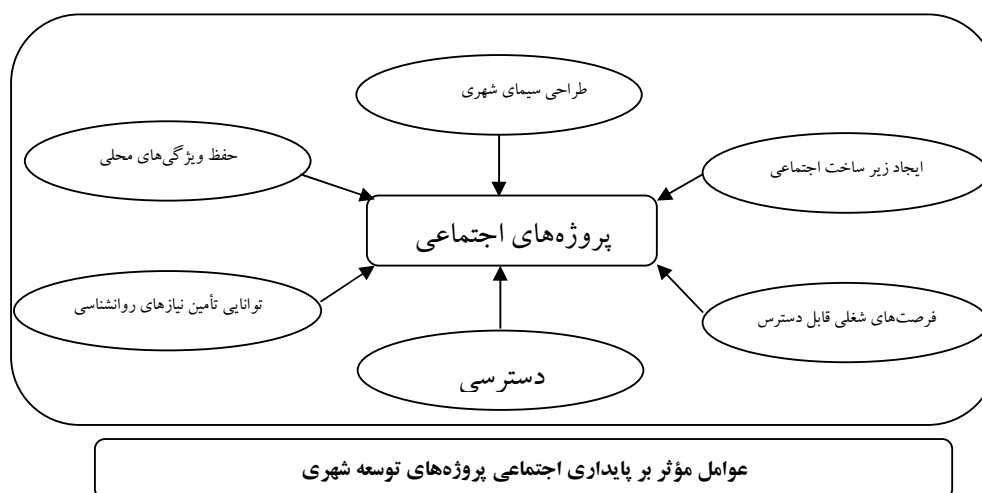 طراحی سیمای شهری
حفظ ویژگی‌های محلی
ایجاد زیر ساخت اجتماعی
پروژه‌های اجتماعی
توانایی تأمین نیازهای روانشناسی
فرصت‌های شغلی قابل دسترس
دسترسی
عوامل مؤثر بر پایداری اجتماعی پروژه‌های توسعه شهری